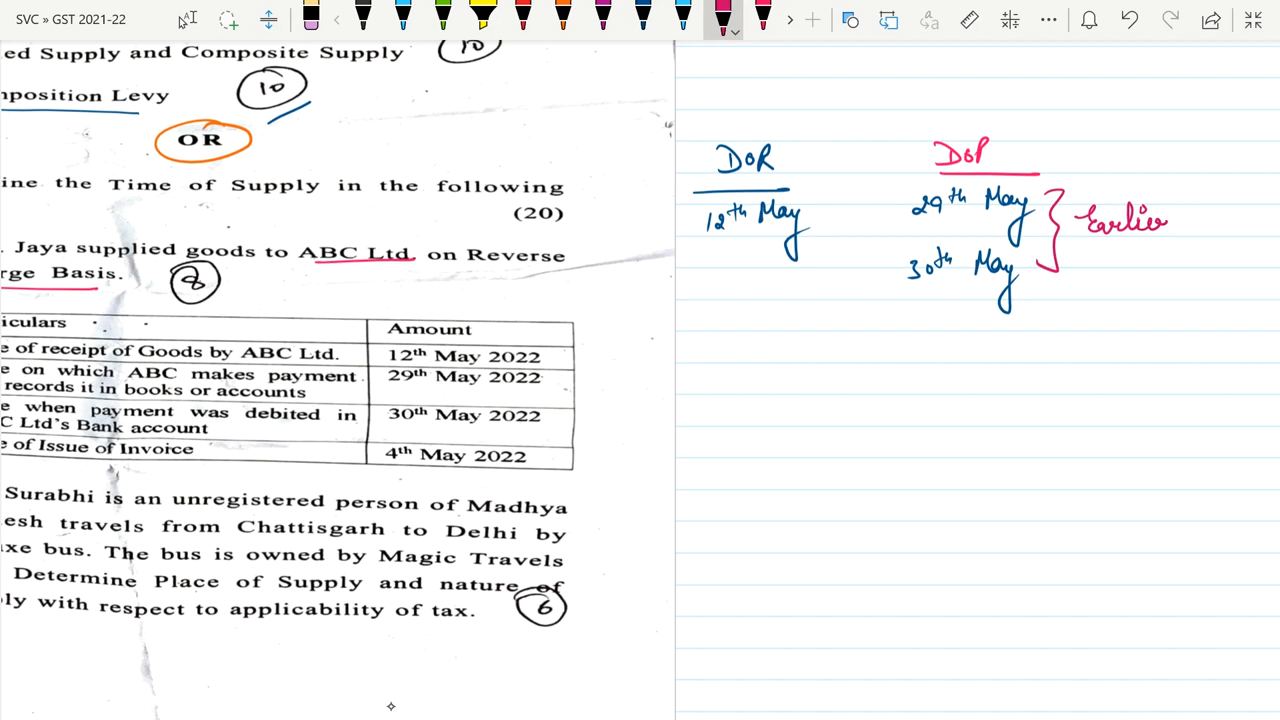 SVC » GST 2021-22
ed Supply and Composite Supply
10
nposition Levy
10
OR
ine the Time of Supply in the following
(20)
. Jaya supplied goods to ABC Ltd. on Reverse
rge Basis.
8
iculars
Amount
e of receipt of Goods by ABC Ltd.
12th May 2022
e on which ABC makes payment
records it in books or accounts
29th May 2022
e when payment was debited in
C Ltd's Bank account
30th May 2022
e of Issue of Invoice
4th May 2022
Surabhi is an unregistered person of Madhya
esh travels from Chattisgarh to Delhi by
xe bus. The bus is owned by Magic Travels
Determine Place of Supply and nature of
ly with respect to applicability of tax.
6
DOR
12th May
DOP
29th May
30th May
Earlier